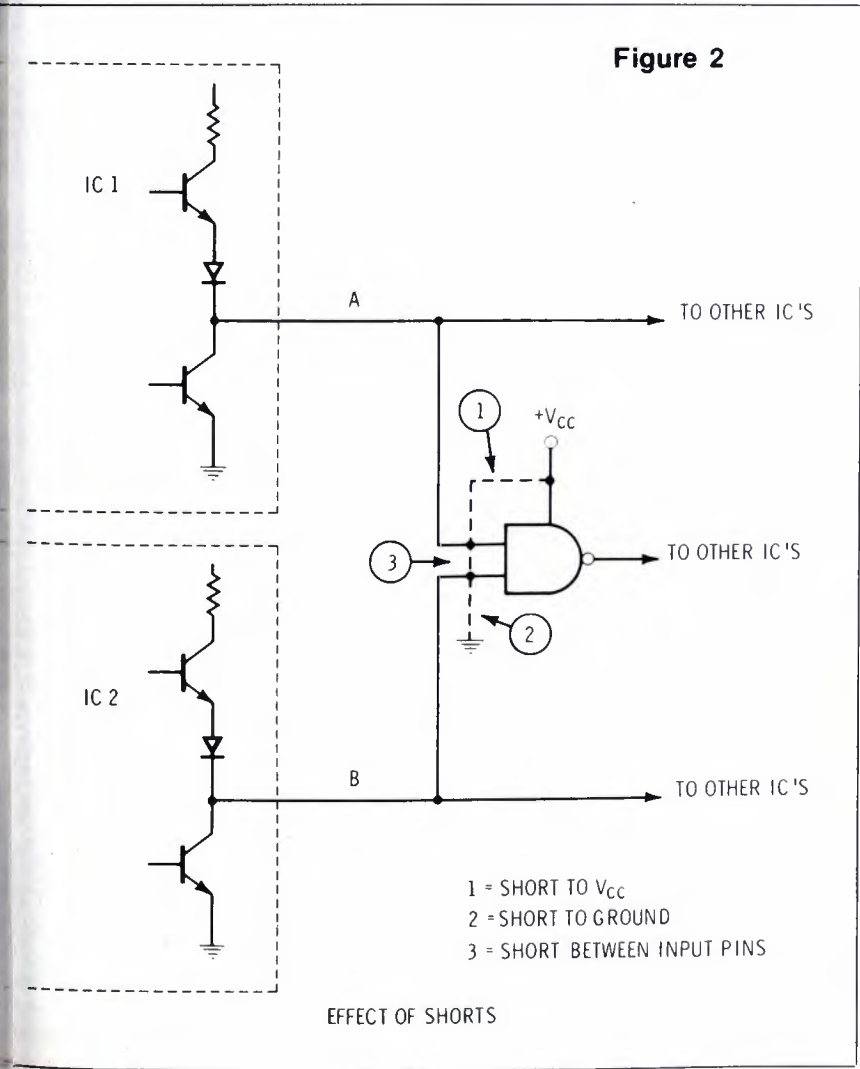 Figure 2
IC 1
A
TO OTHER IC'S
1
+VCC
3
TO OTHER IC'S
2
IC 2
B
TO OTHER IC'S
1 = SHORT TO VCC
2 = SHORT TO GROUND
3 = SHORT BETWEEN INPUT PINS
EFFECT OF SHORTS